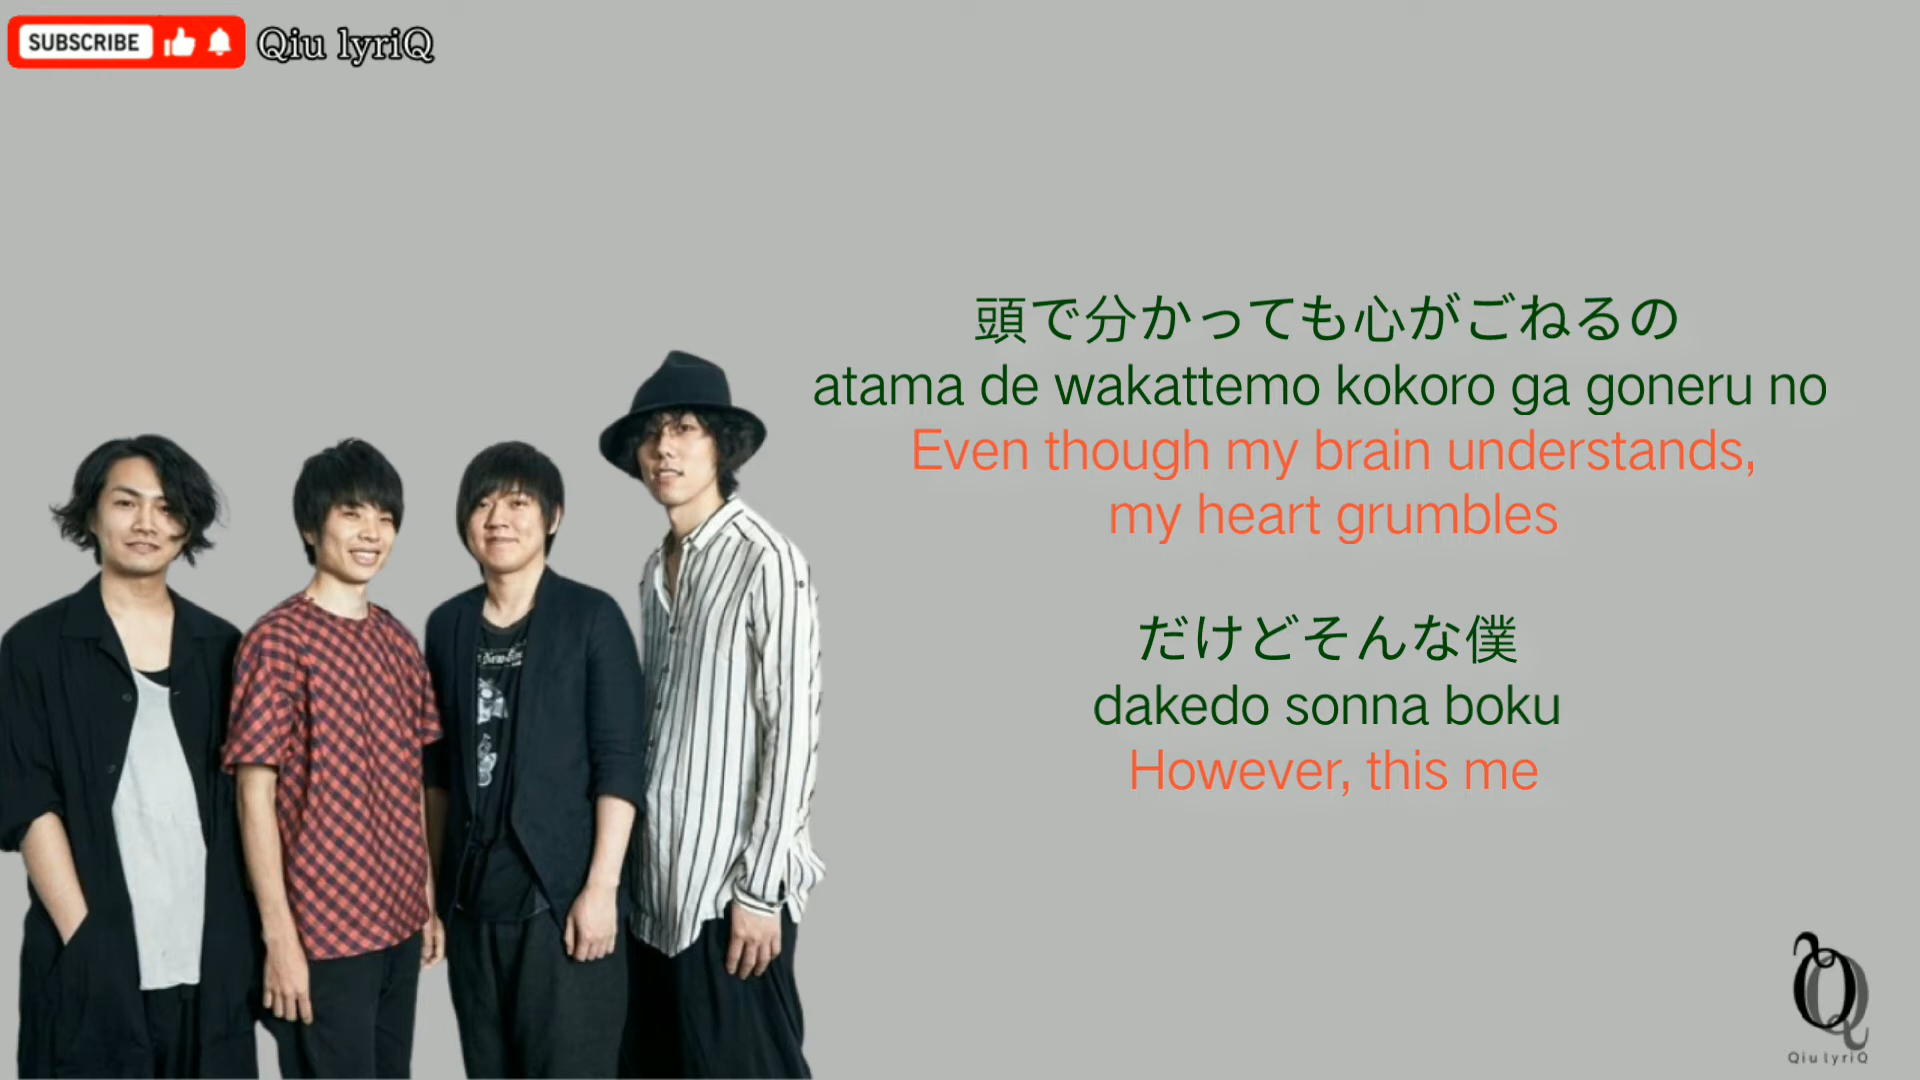 SUBSCRIBE
Qiu lyriQ
頭で分かっても心がごねるの
atama de wakattemo kokoro ga goneru no
Even though my brain understands,
my heart grumbles
だけどそんな僕
dakedo sonna boku
However, this me
Qiu lyriQ